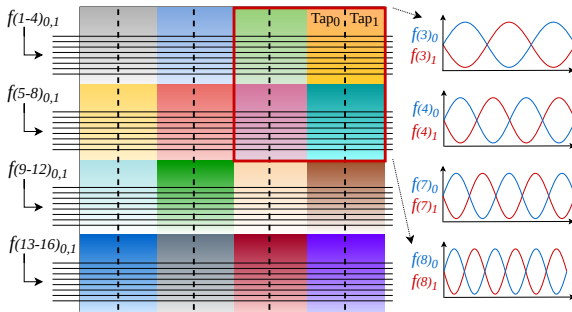 f(1-4)0,1
Tap0 Tap1
f(3)0
f(3)1
f(5-8)0,1
f(4)0
f(4)1
f(9-12)0,1
f(7)0
f(7)1
f(13-16)0,1
f(8)0
f(8)1